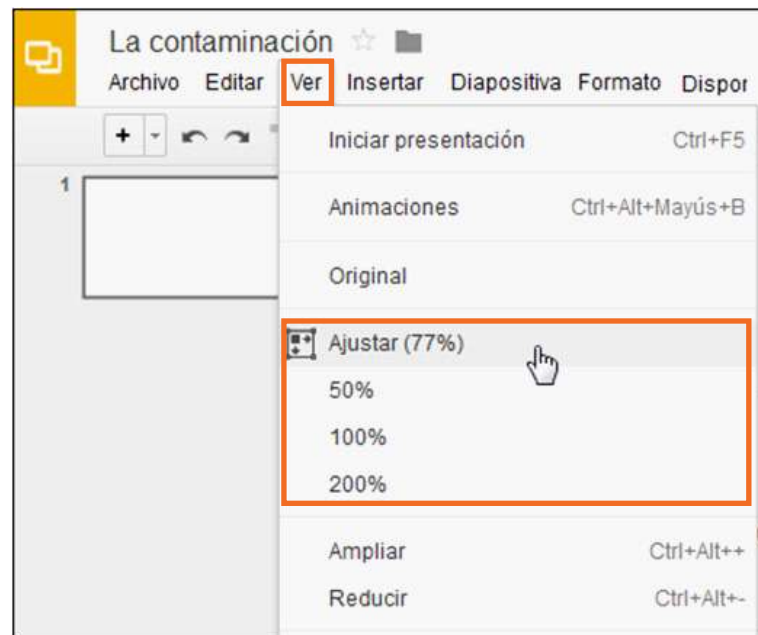 La contaminación
Archivo Editar Ver Insertar Diapositiva Formato Dispor
+
1
Iniciar presentación Ctrl+F5
Animaciones Ctrl+Alt+Mayús+B
Original
Ajustar (77%)
50%
100%
200%
Ampliar Ctrl+Alt++
Reducir Ctrl+Alt+-